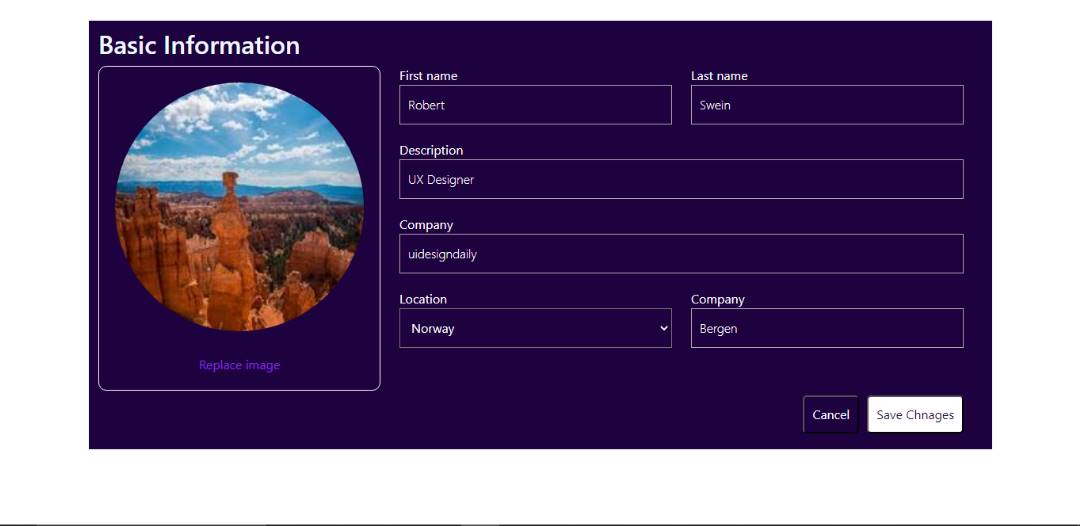 Basic Information
First name
Last name
Robert
Swein
Description
UX Designer
Company
uidesigndaily
Location
Company
Norway
Bergen
Replace image
Cancel
Save Chnages